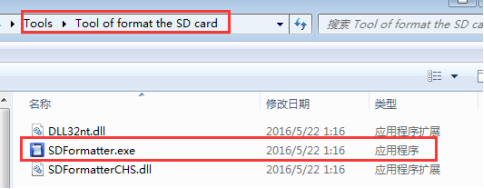 Tools ▸ Tool of format the SD card
搜索 Tool of format the SD card
名称 修改日期 类型
DLL32nt.dll 2016/5/22 1:16 应用程序扩展
SDFormatter.exe 2016/5/22 1:16 应用程序
SDFormatterCHS.dll 2016/5/22 1:16 应用程序扩展